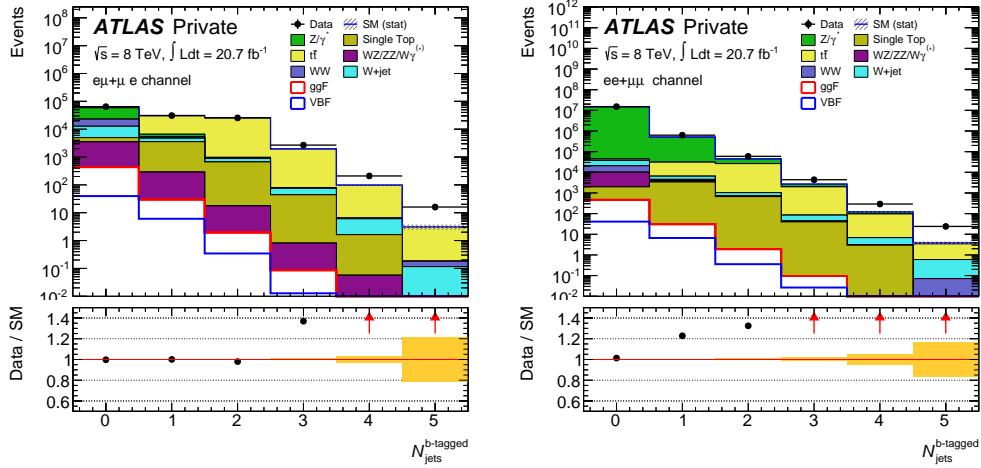 ATLAS Private
√s = 8 TeV, ∫ Ldt = 20.7 fb⁻¹
eμ+μ e channel
Data
SM (stat)
Z/γ*
Single Top
tt̄
WZ/ZZ/Wγ(*)
WW
W+jet
ggF
VBF
Events
10⁸
10⁷
10⁶
10⁵
10⁴
10³
10²
10
1
10⁻¹
10⁻²
Data / SM
1.4
1.2
1
0.8
0.6
0 1 2 3 4 5
N_jets^b-tagged
ATLAS Private
√s = 8 TeV, ∫ Ldt = 20.7 fb⁻¹
ee+μμ channel
Data
SM (stat)
Z/γ*
Single Top
tt̄
WZ/ZZ/Wγ(*)
WW
W+jet
ggF
VBF
Events
10¹²
10¹¹
10¹⁰
10⁹
10⁸
10⁷
10⁶
10⁵
10⁴
10³
10²
10
1
10⁻¹
10⁻²
Data / SM
1.4
1.2
1
0.8
0.6
0 1 2 3 4 5
N_jets^b-tagged